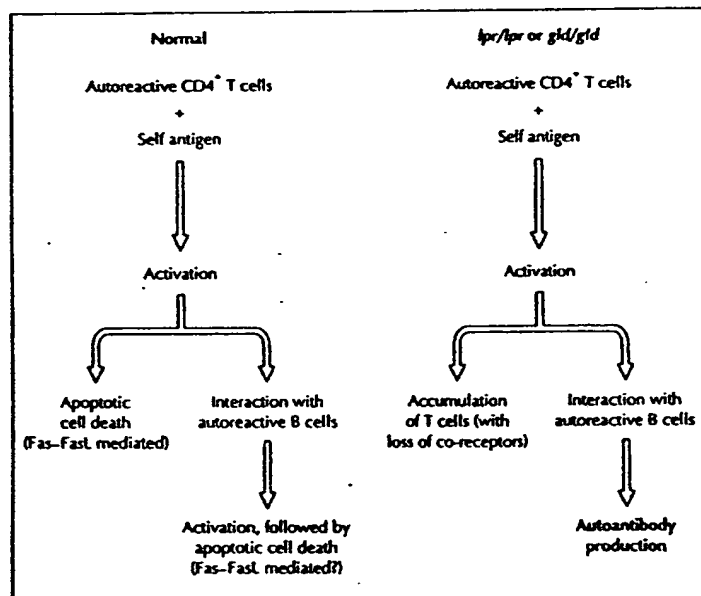 Normal
Autoreactive CD4⁺ T cells
+
Self antigen
Activation
Apoptotic
cell death
(Fas–FasL mediated)
Interaction with
autoreactive B cells
Activation, followed by
apoptotic cell death
(Fas–FasL mediated?)
lpr/lpr or gld/gld
Autoreactive CD4⁺ T cells
+
Self antigen
Activation
Accumulation
of T cells (with
loss of co-receptors)
Interaction with
autoreactive B cells
Autoantibody
production